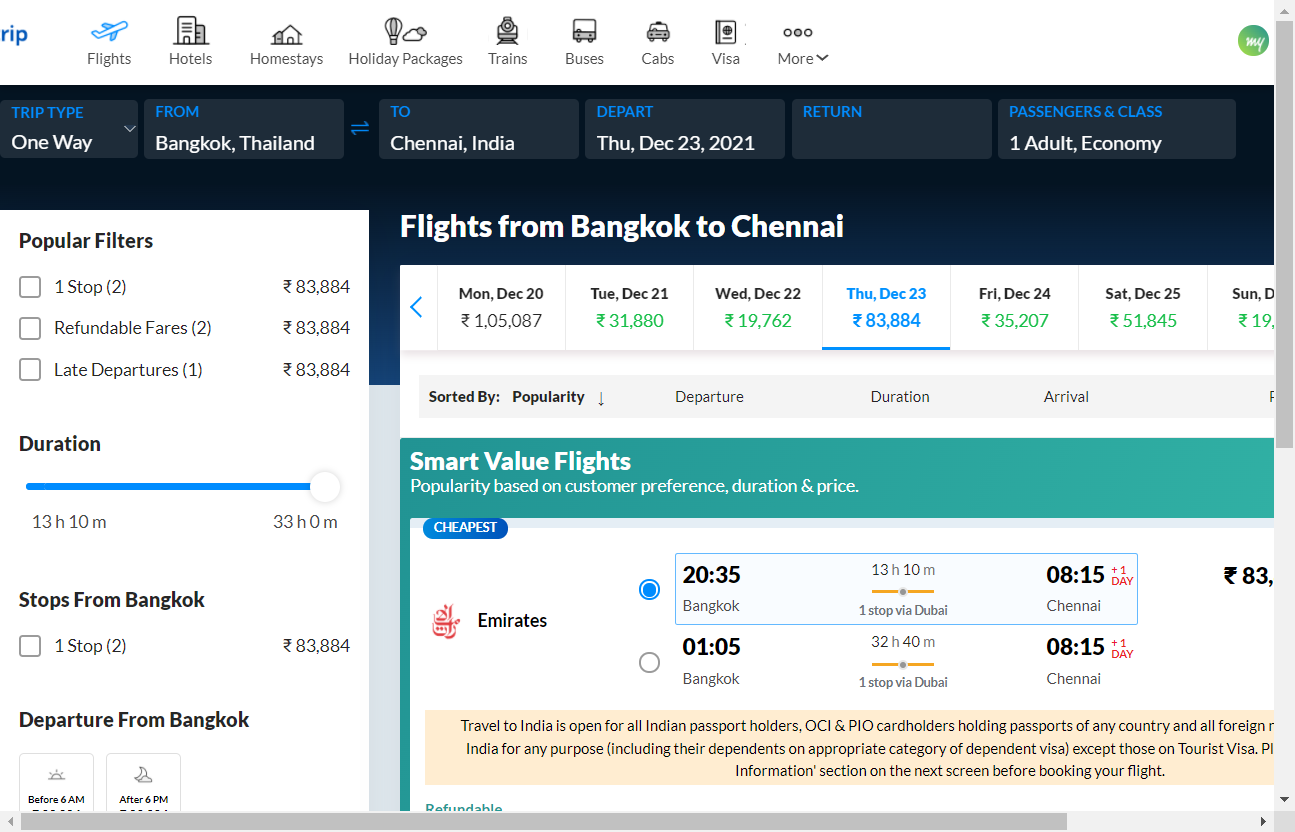 rip
Flights
Hotels
Homestays
Holiday Packages
Trains
Buses
Cabs
Visa
More
my
TRIP TYPE
One Way
FROM
Bangkok, Thailand
TO
Chennai, India
DEPART
Thu, Dec 23, 2021
RETURN
PASSENGERS & CLASS
1 Adult, Economy
Popular Filters
1 Stop (2) ₹ 83,884
Refundable Fares (2) ₹ 83,884
Late Departures (1) ₹ 83,884
Duration
13 h 10 m 33 h 0 m
Stops From Bangkok
1 Stop (2) ₹ 83,884
Departure From Bangkok
Before 6 AM
After 6 PM
Flights from Bangkok to Chennai
Mon, Dec 20
₹ 1,05,087
Tue, Dec 21
₹ 31,880
Wed, Dec 22
₹ 19,762
Thu, Dec 23
₹ 83,884
Fri, Dec 24
₹ 35,207
Sat, Dec 25
₹ 51,845
Sun, D
₹ 19,
Sorted By: Popularity ↓ Departure Duration Arrival
Smart Value Flights
Popularity based on customer preference, duration & price.
CHEAPEST
Emirates
20:35
Bangkok
13 h 10 m
1 stop via Dubai
08:15 +1 DAY
Chennai
₹ 83,
01:05
Bangkok
32 h 40 m
1 stop via Dubai
08:15 +1 DAY
Chennai
Travel to India is open for all Indian passport holders, OCI & PIO cardholders holding passports of any country and all foreign
India for any purpose (including their dependents on appropriate category of dependent visa) except those on Tourist Visa. Pl
Information' section on the next screen before booking your flight.
Refundable